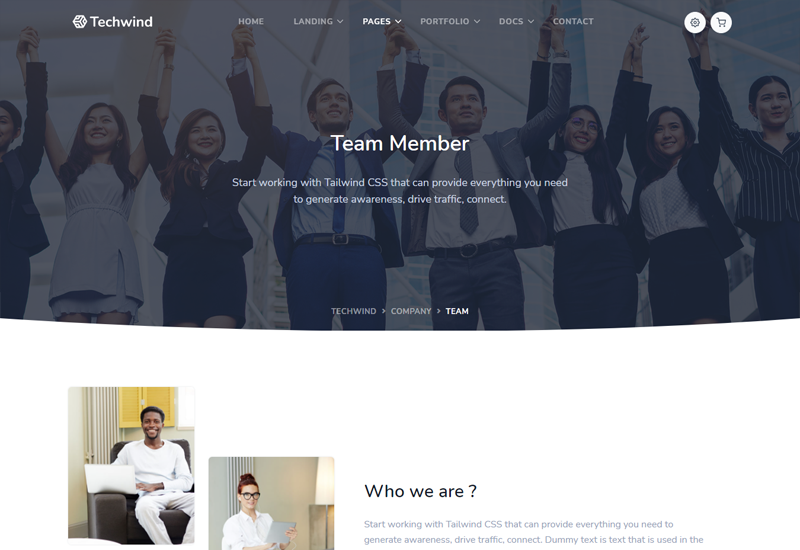 Techwind
HOME
LANDING
PAGES
PORTFOLIO
DOCS
CONTACT
Team Member
Start working with Tailwind CSS that can provide everything you need
to generate awareness, drive traffic, connect.
TECHWIND
COMPANY
TEAM
Who we are ?
Start working with Tailwind CSS that can provide everything you need to
generate awareness, drive traffic, connect. Dummy text is text that is used in the